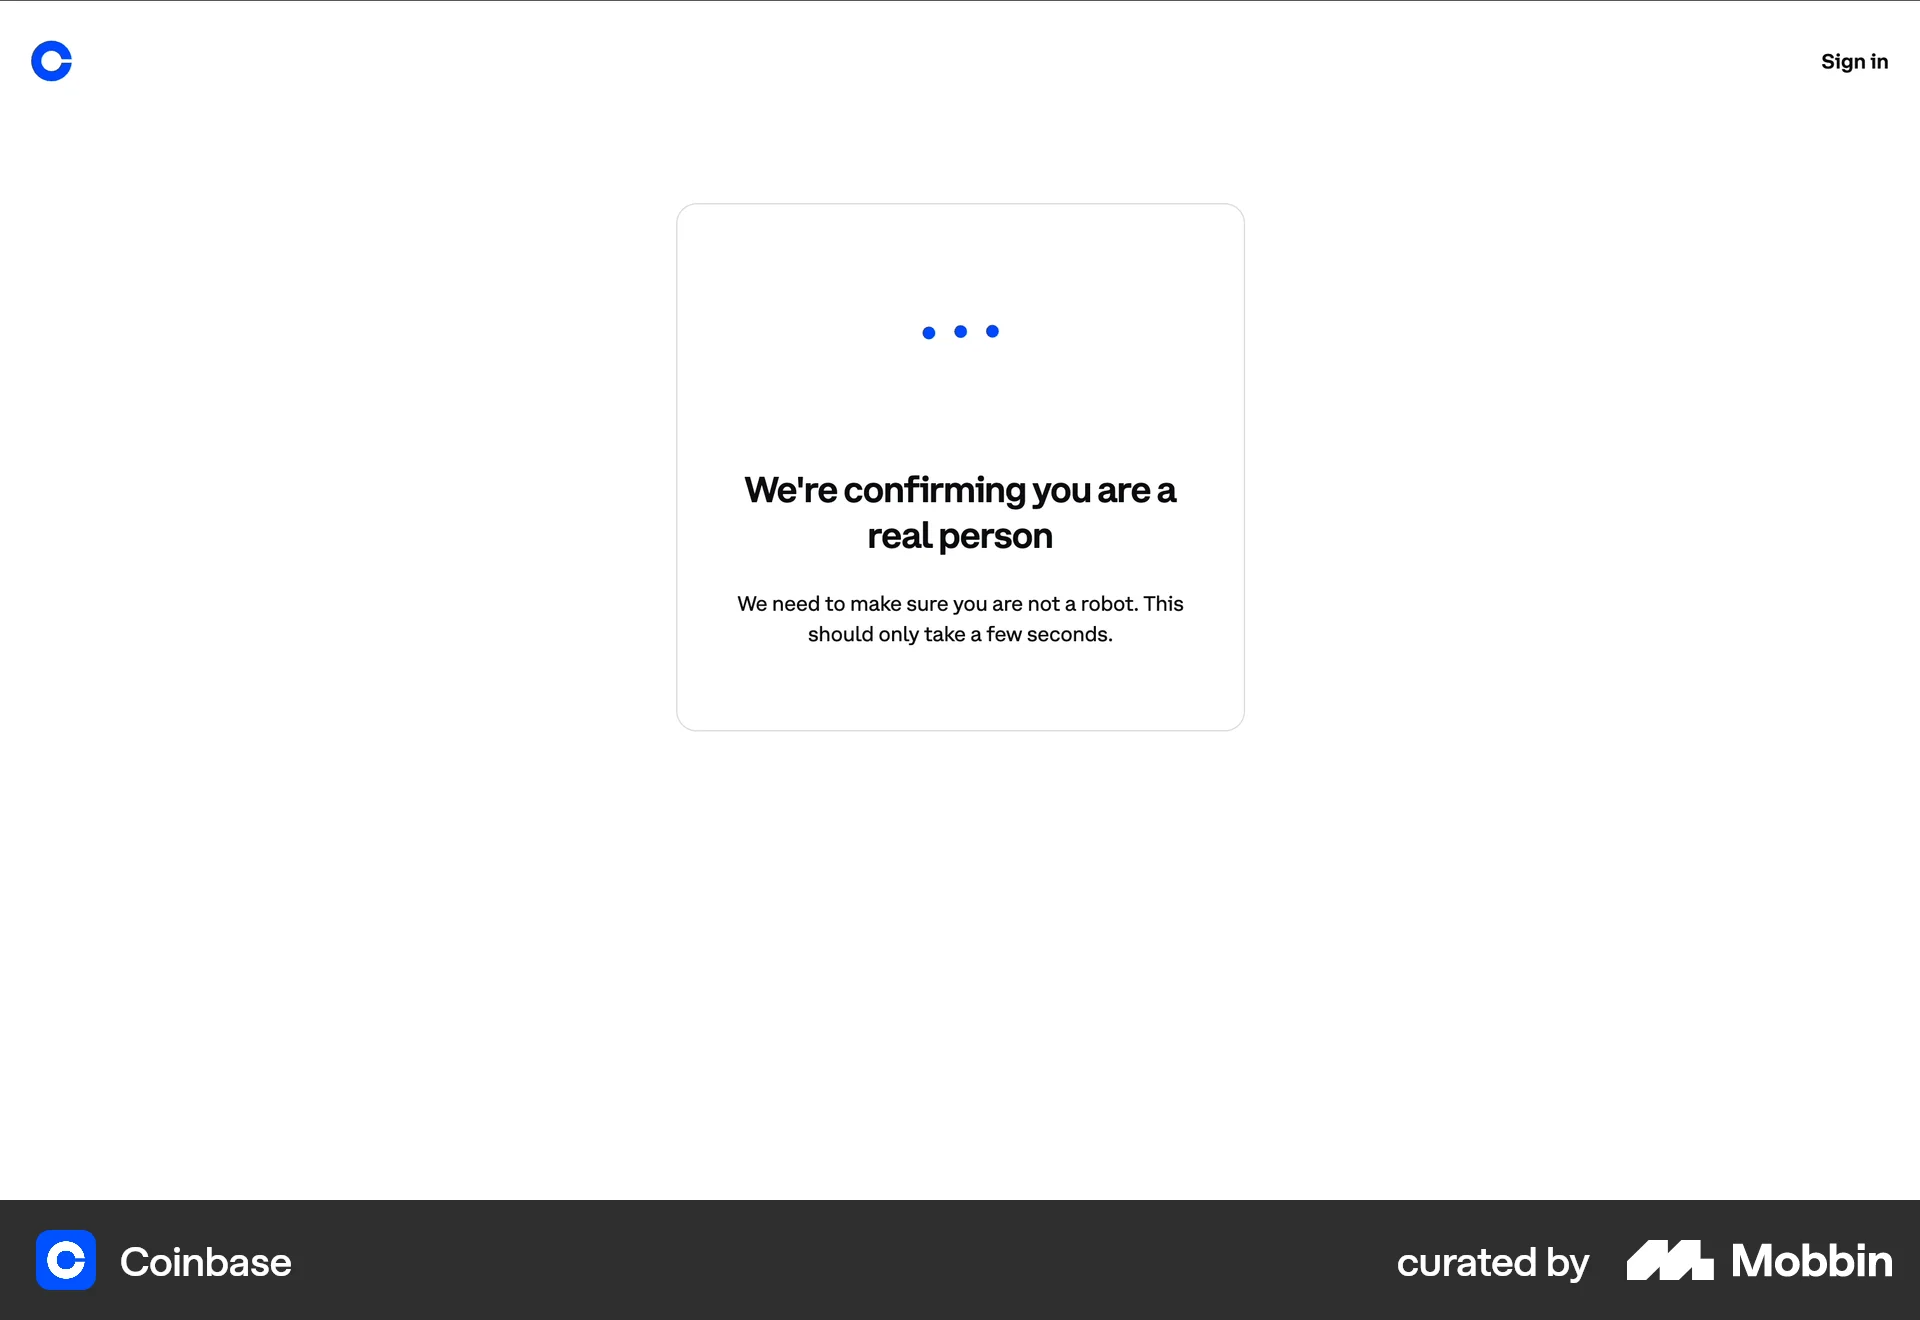 Sign in
We're confirming you are a
real person
We need to make sure you are not a robot. This
should only take a few seconds.
Coinbase
curated by Mobbin